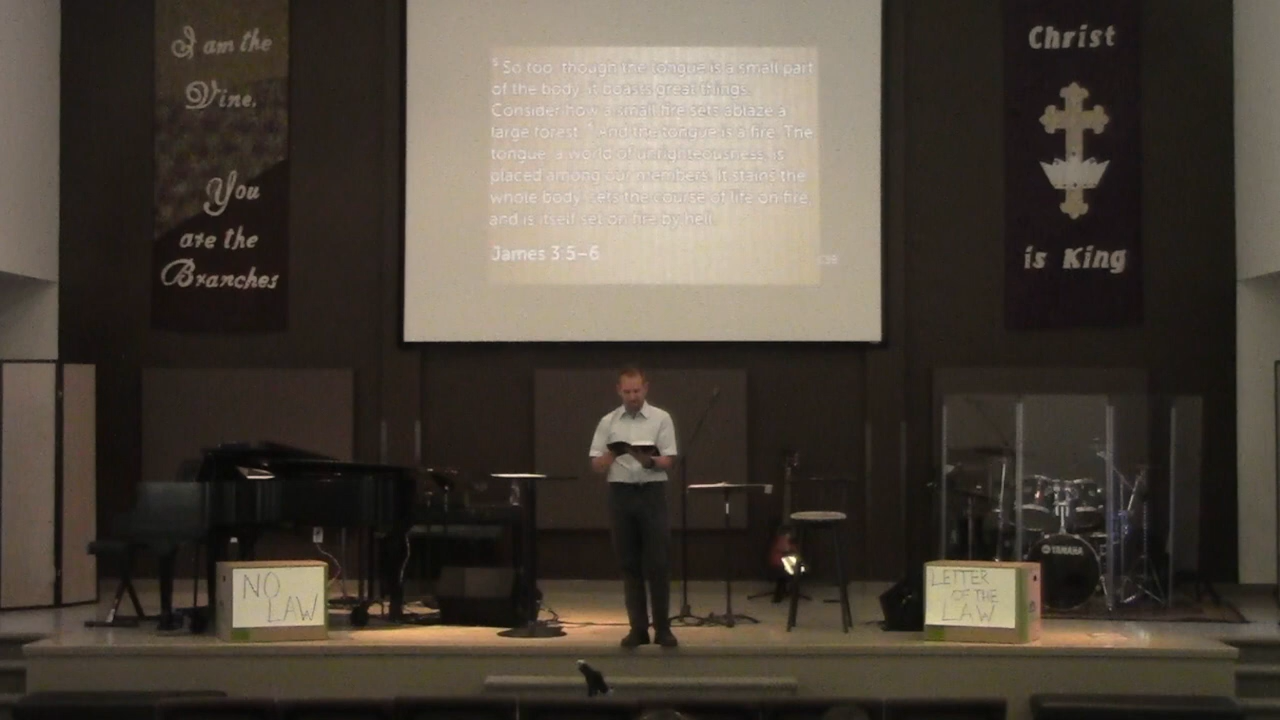 I am the
Vine,
You
are the
Branches
⁵ So too, though the tongue is a small part
of the body, it boasts great things.
Consider how a small fire sets ablaze a
large forest. ⁶ And the tongue is a fire. The
tongue, a world of unrighteousness, is
placed among our members. It stains the
whole body, sets the course of life on fire,
and is itself set on fire by hell.
James 3:5–6
Christ
is King
NO
LAW
LETTER
OF THE
LAW
YAMAHA